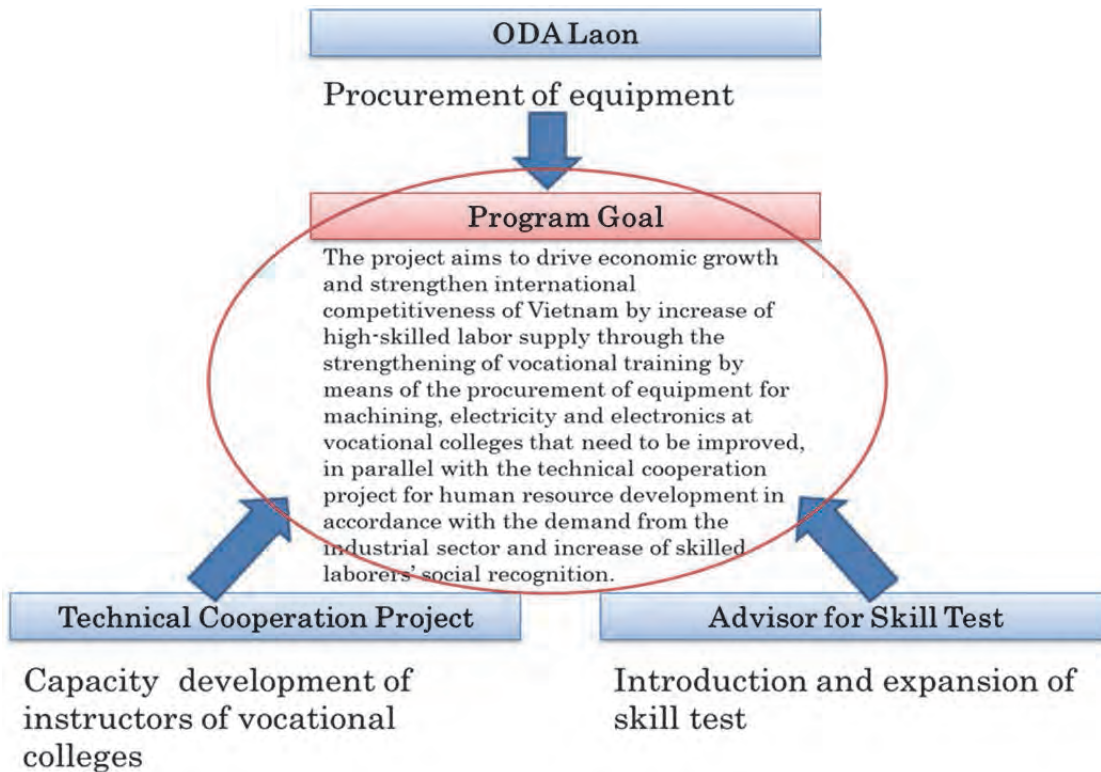 ODA Laon
Procurement of equipment
Program Goal
The project aims to drive economic growth
and strengthen international
competitiveness of Vietnam by increase of
high-skilled labor supply through the
strengthening of vocational training by
means of the procurement of equipment for
machining, electricity and electronics at
vocational colleges that need to be improved,
in parallel with the technical cooperation
project for human resource development in
accordance with the demand from the
industrial sector and increase of skilled
laborers' social recognition.
Technical Cooperation Project
Capacity development of
instructors of vocational
colleges
Advisor for Skill Test
Introduction and expansion of
skill test